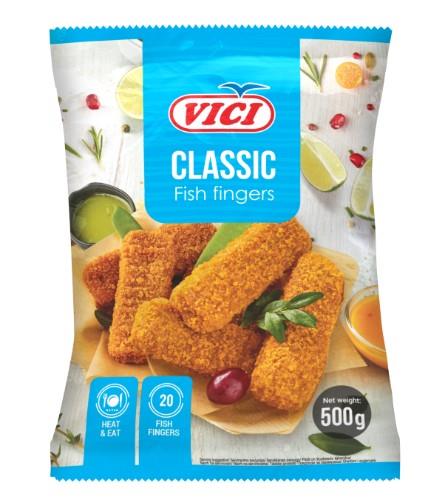 VICI
CLASSIC
Fish fingers
HEAT
& EAT
20
FISH
FINGERS
Net weight:
500g